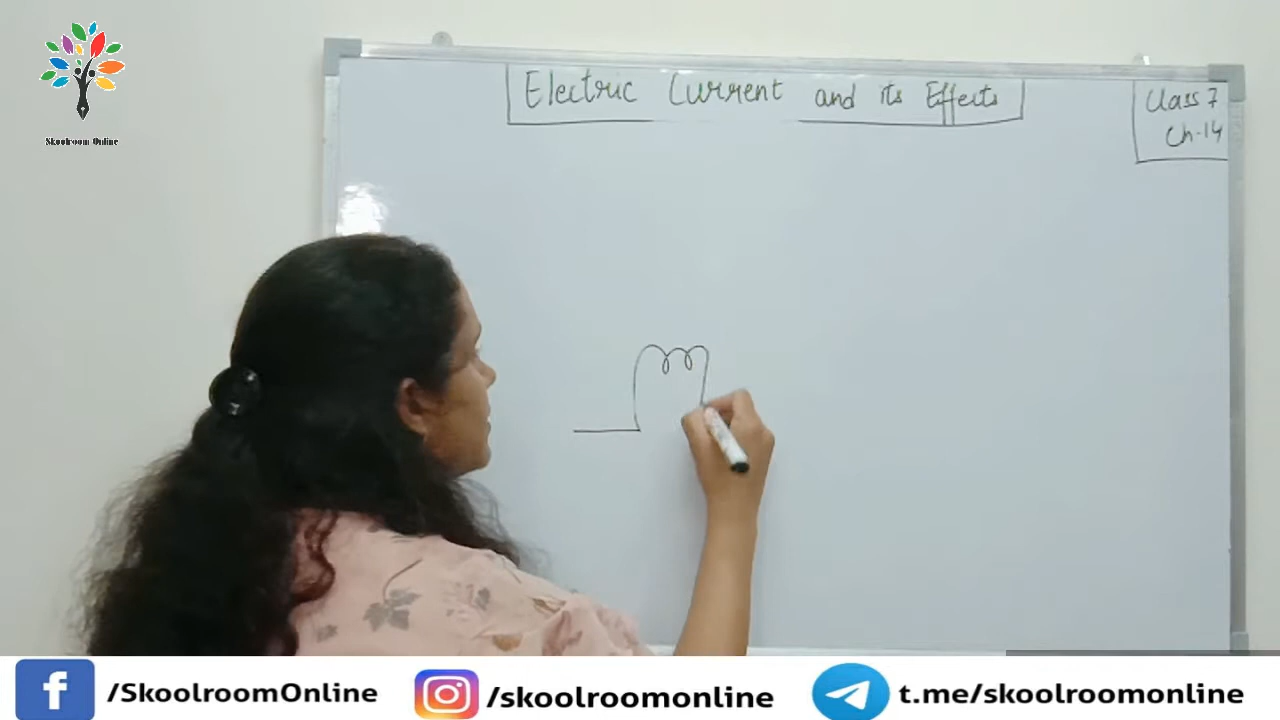 Skoolroom Online
Electric Current and its Effects
Class 7
Ch-14
/SkoolroomOnline
/skoolroomonline
t.me/skoolroomonline